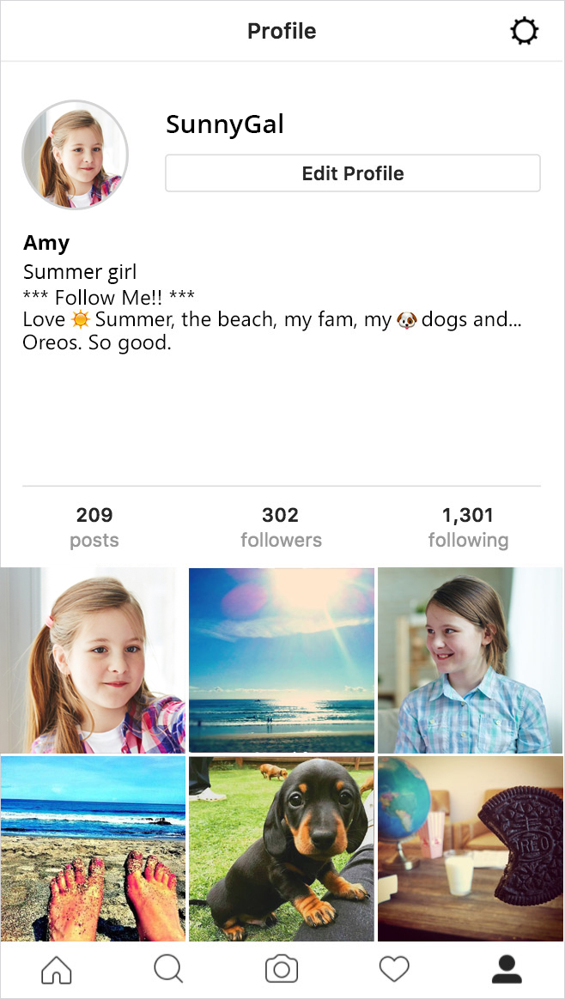 Profile
SunnyGal
Edit Profile
Amy
Summer girl
*** Follow Me!! ***
Love ☀️ Summer, the beach, my fam, my 🐶 dogs and...
Oreos. So good.
209 302 1,301
posts followers following
OREO